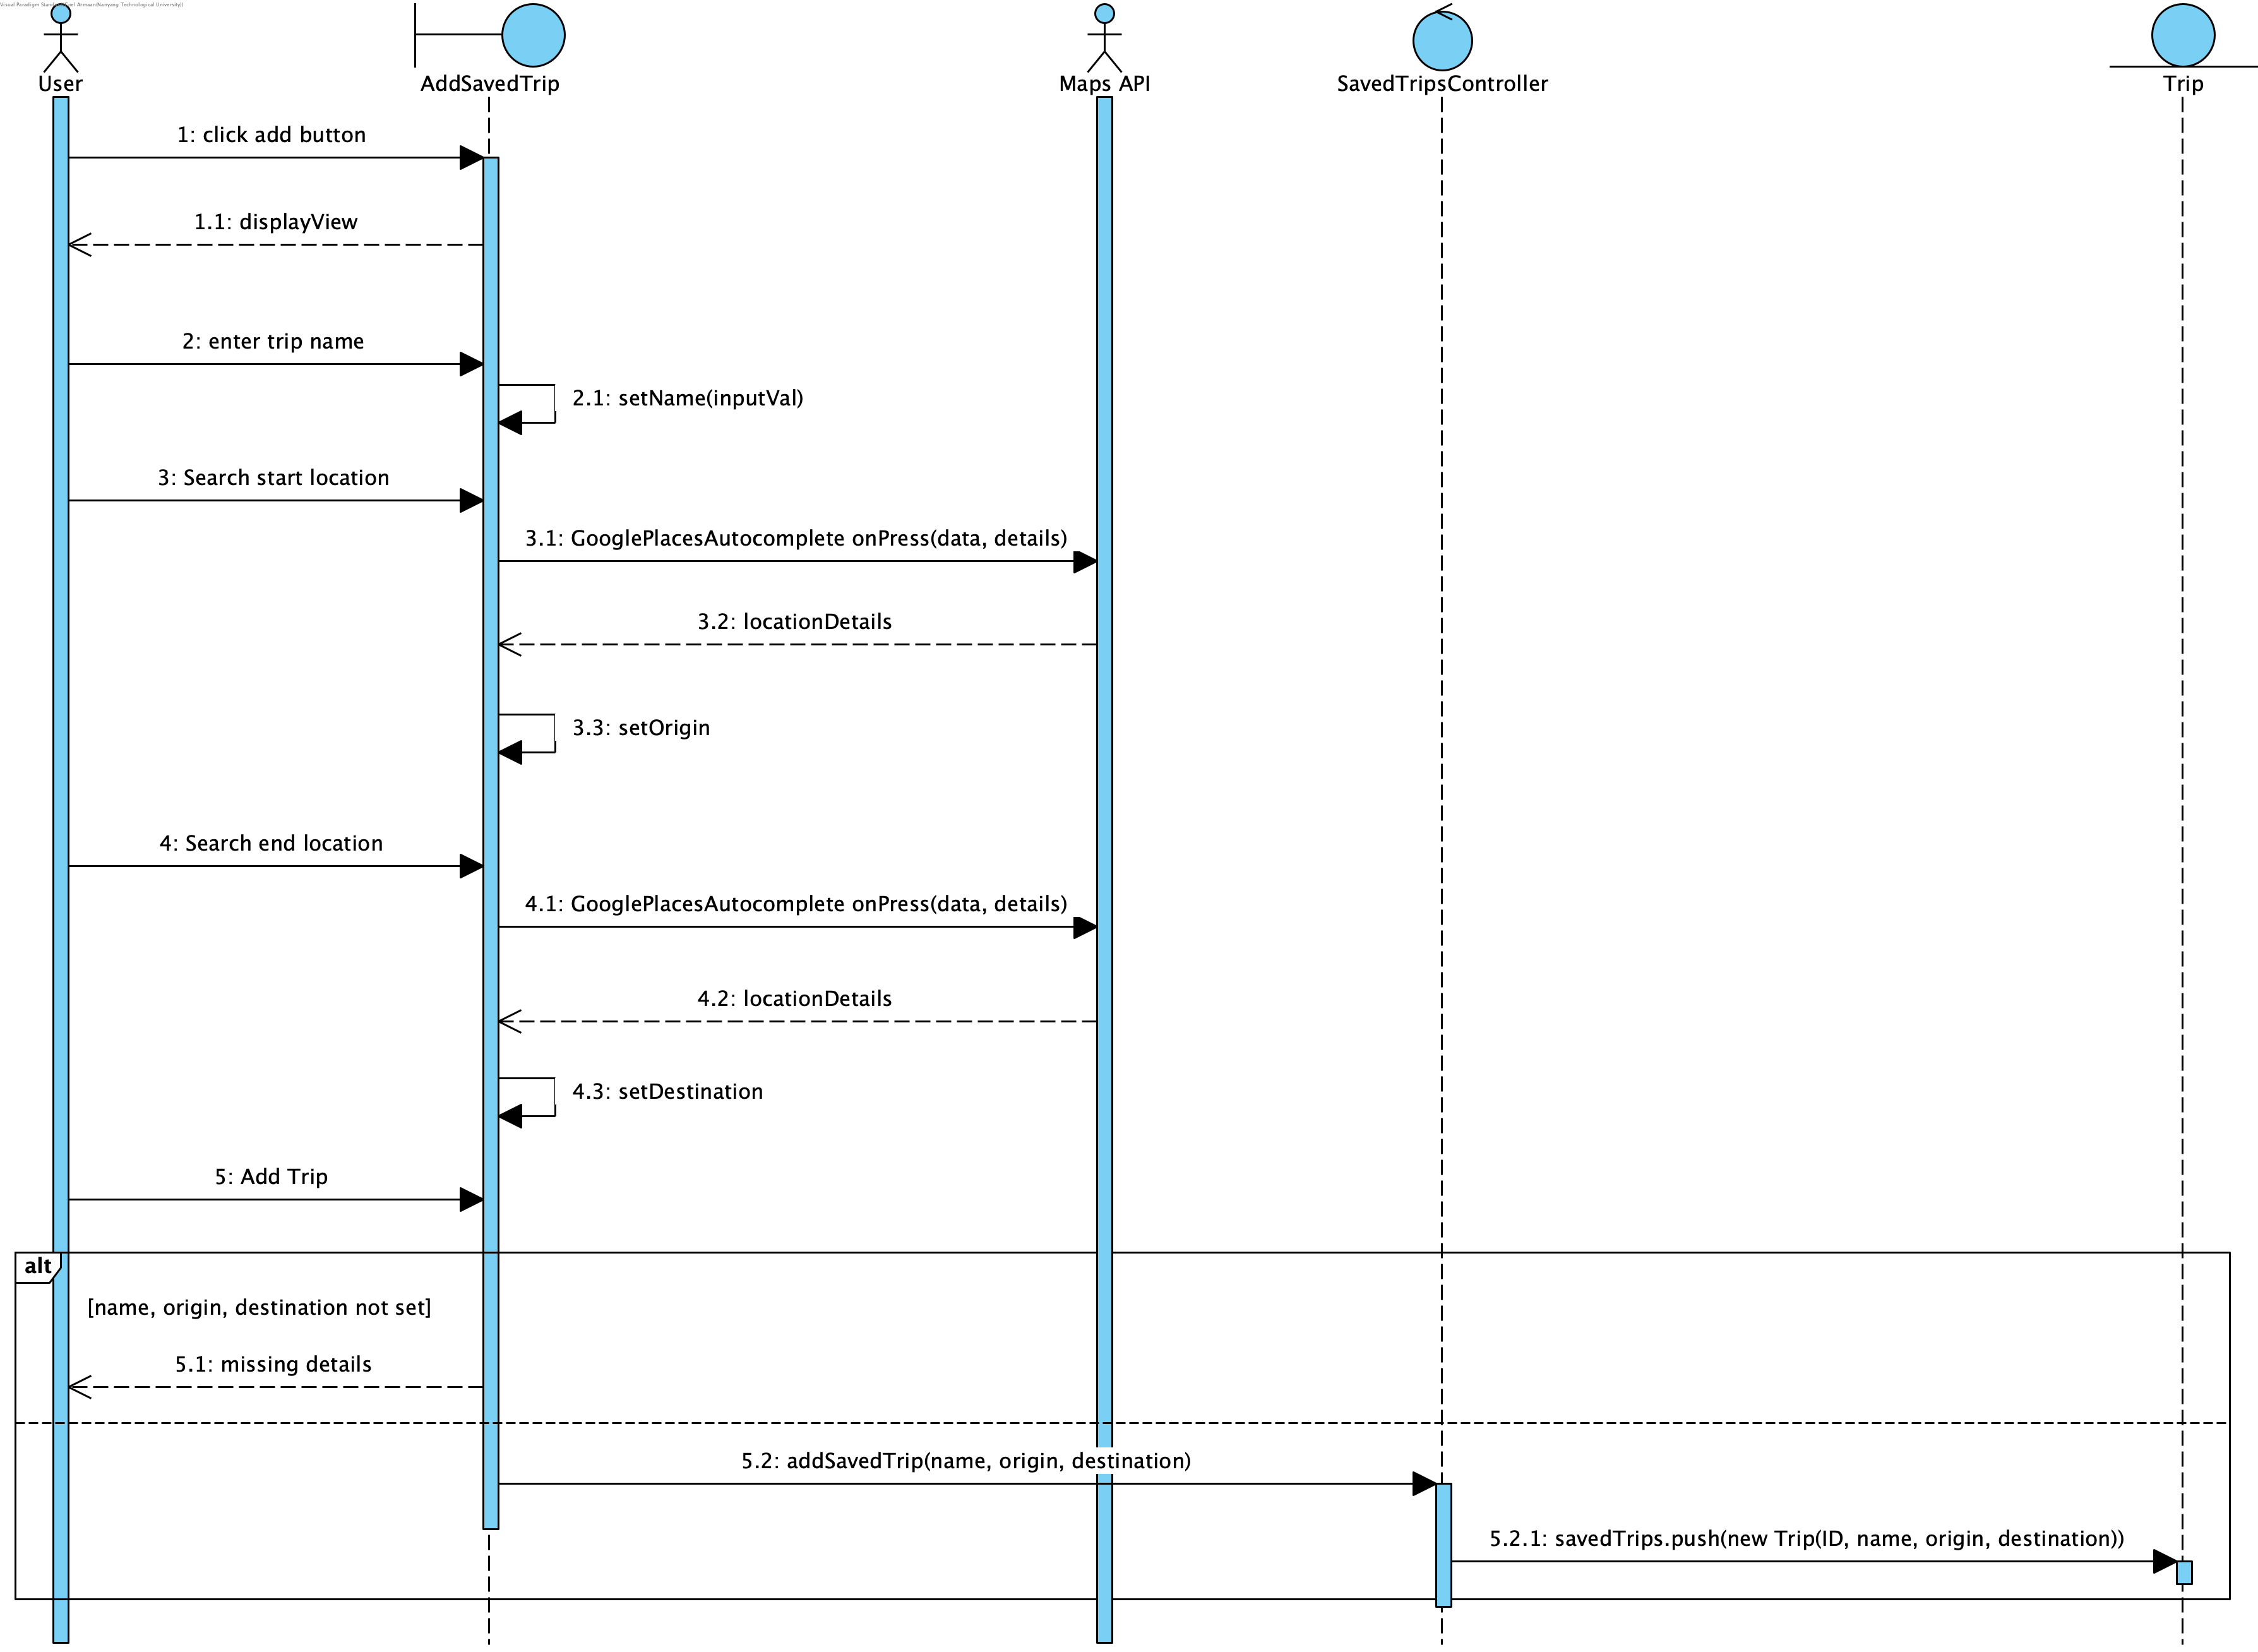 Visual Paradigm Standard(Goel Armaan(Nanyang Technological University))
User
AddSavedTrip
Maps API
SavedTripsController
Trip
1: click add button
1.1: displayView
2: enter trip name
2.1: setName(inputVal)
3: Search start location
3.1: GooglePlacesAutocomplete onPress(data, details)
3.2: locationDetails
3.3: setOrigin
4: Search end location
4.1: GooglePlacesAutocomplete onPress(data, details)
4.2: locationDetails
4.3: setDestination
5: Add Trip
alt
[name, origin, destination not set]
5.1: missing details
5.2: addSavedTrip(name, origin, destination)
5.2.1: savedTrips.push(new Trip(ID, name, origin, destination))